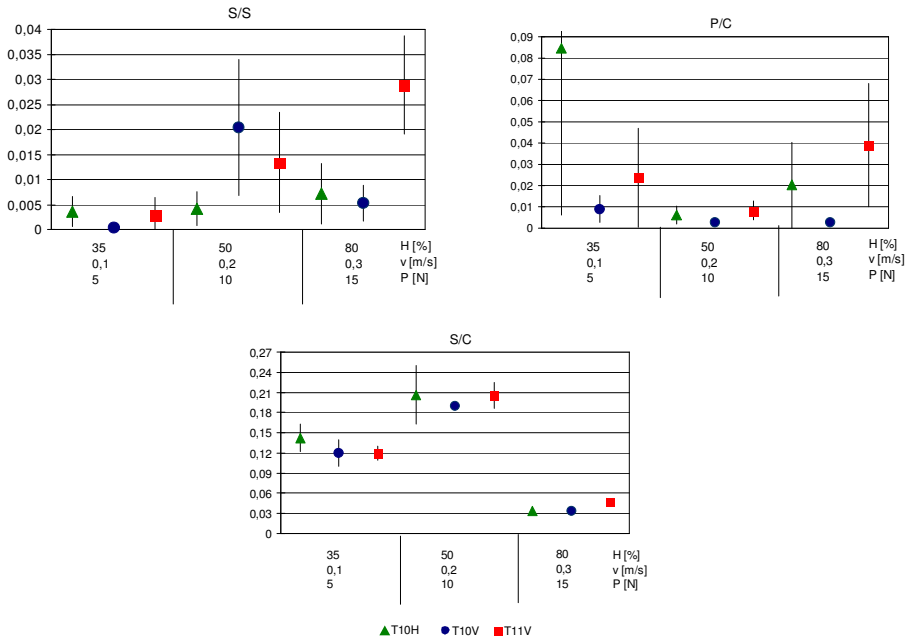 S/S
0,04
0,035
0,03
0,025
0,02
0,015
0,01
0,005
0
35 50 80 H [%]
0,1 0,2 0,3 v [m/s]
5 10 15 P [N]
P/C
0,09
0,08
0,07
0,06
0,05
0,04
0,03
0,02
0,01
0
35 50 80 H [%]
0,1 0,2 0,3 v [m/s]
5 10 15 P [N]
S/C
0,27
0,24
0,21
0,18
0,15
0,12
0,09
0,06
0,03
0
35 50 80 H [%]
0,1 0,2 0,3 v [m/s]
5 10 15 P [N]
T10H T10V T11V